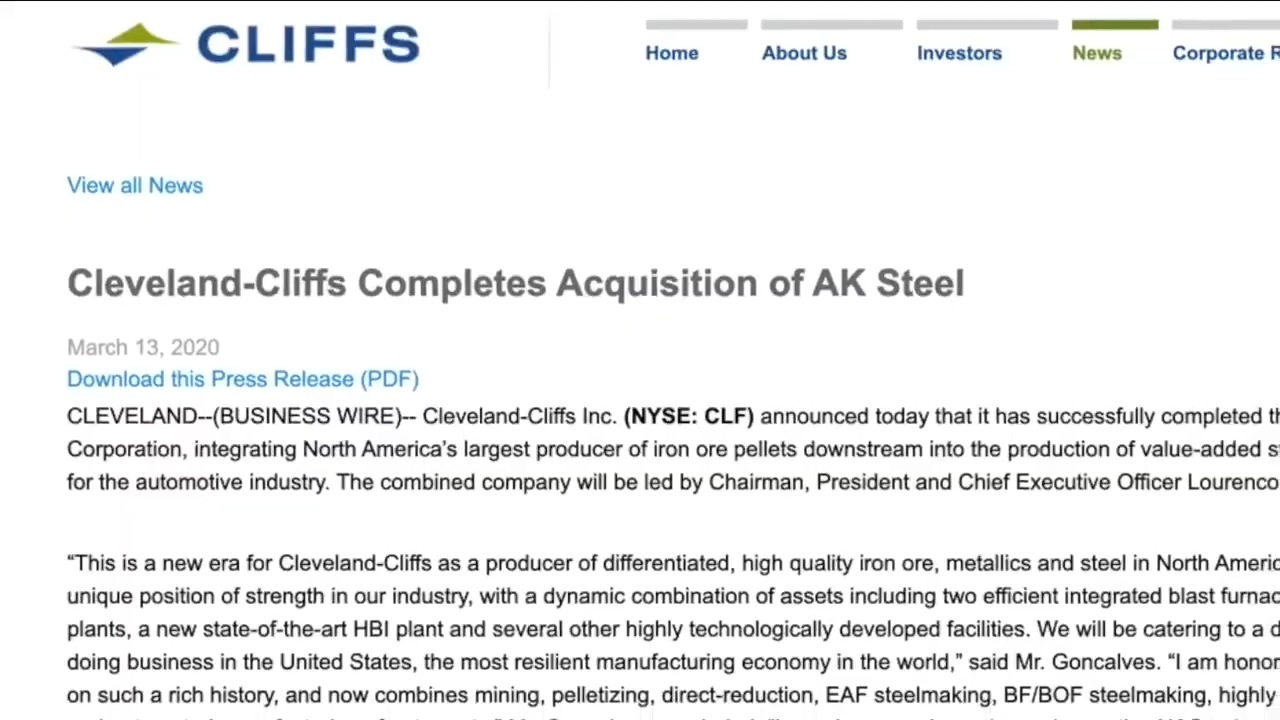 CLIFFS
Home About Us Investors News Corporate
View all News
Cleveland-Cliffs Completes Acquisition of AK Steel
March 13, 2020
Download this Press Release (PDF)
CLEVELAND--(BUSINESS WIRE)-- Cleveland-Cliffs Inc. (NYSE: CLF) announced today that it has successfully completed
Corporation, integrating North America's largest producer of iron ore pellets downstream into the production of value-added
for the automotive industry. The combined company will be led by Chairman, President and Chief Executive Officer Lourenco
“This is a new era for Cleveland-Cliffs as a producer of differentiated, high quality iron ore, metallics and steel in North
unique position of strength in our industry, with a dynamic combination of assets including two efficient integrated blast
plants, a new state-of-the-art HBI plant and several other highly technologically developed facilities. We will be catering to a
doing business in the United States, the most resilient manufacturing economy in the world,” said Mr. Goncalves. “I am
on such a rich history, and now combines mining, pelletizing, direct-reduction, EAF steelmaking, BF/BOF steelmaking, highly